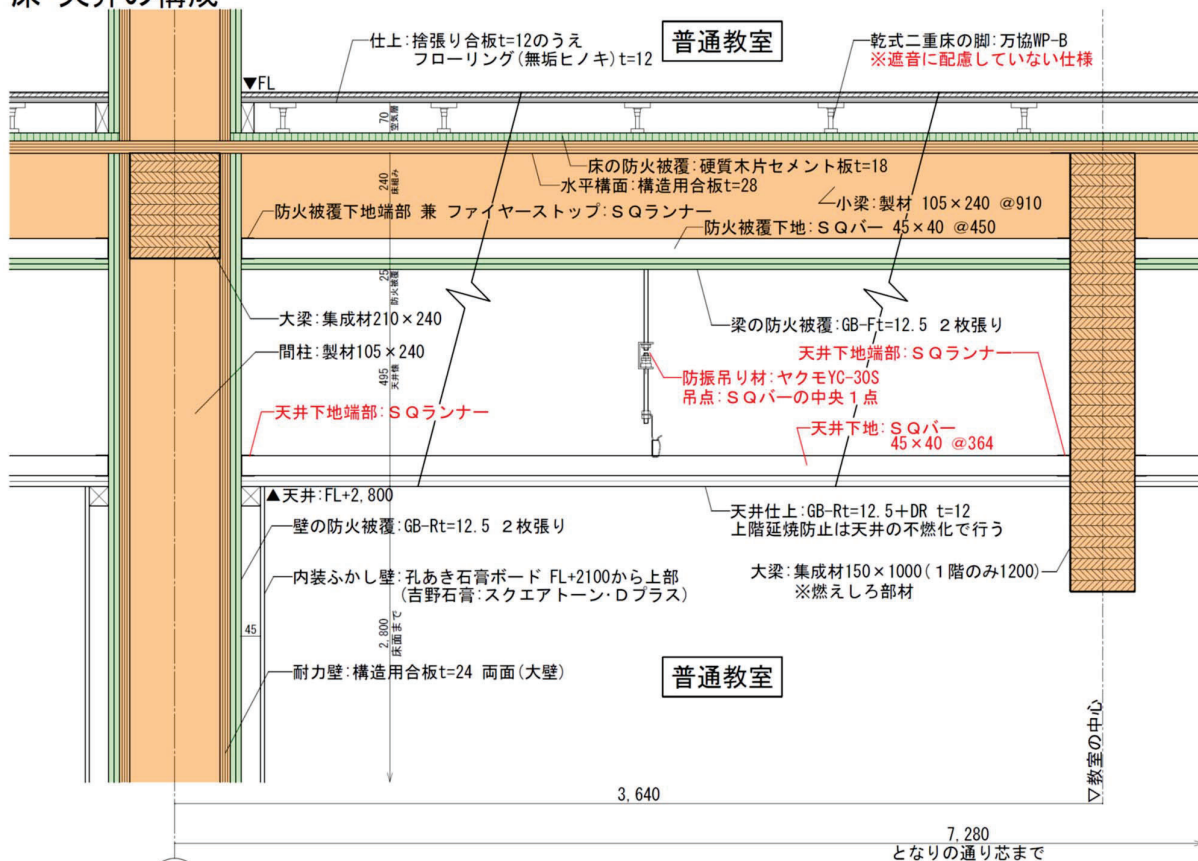 床・天井の構成
仕上:捨張り合板t=12のうえ
フローリング(無垢ヒノキ)t=12
普通教室
乾式二重床の脚:万協WP-B
※遮音に配慮していない仕様
▼FL
70
空気層
床の防火被覆:硬質木片セメント板t=18
水平構面:構造用合板t=28
240
床組み
小梁:製材 105×240 @910
防火被覆下地端部 兼 ファイヤーストップ:SQランナー
防火被覆下地:SQバー 45×40 @450
25
防火被覆
大梁:集成材210×240
梁の防火被覆:GB-Ft=12.5 2枚張り
間柱:製材105×240
天井下地端部:SQランナー
495
天井懐
防振吊り材:ヤクモYC-30S
吊点:SQバーの中央1点
天井下地端部:SQランナー
天井下地:SQバー
45×40 @364
▲天井:FL+2,800
天井仕上:GB-Rt=12.5+DR t=12
上階延焼防止は天井の不燃化で行う
壁の防火被覆:GB-Rt=12.5 2枚張り
内装ふかし壁:孔あき石膏ボード FL+2100から上部
(吉野石膏:スクエアトーン・Dプラス)
大梁:集成材150×1000(1階のみ1200)
※燃えしろ部材
45
2,800
床面まで
耐力壁:構造用合板t=24 両面(大壁)
普通教室
▽教室の中心
3,640
7,280
となりの通り芯まで